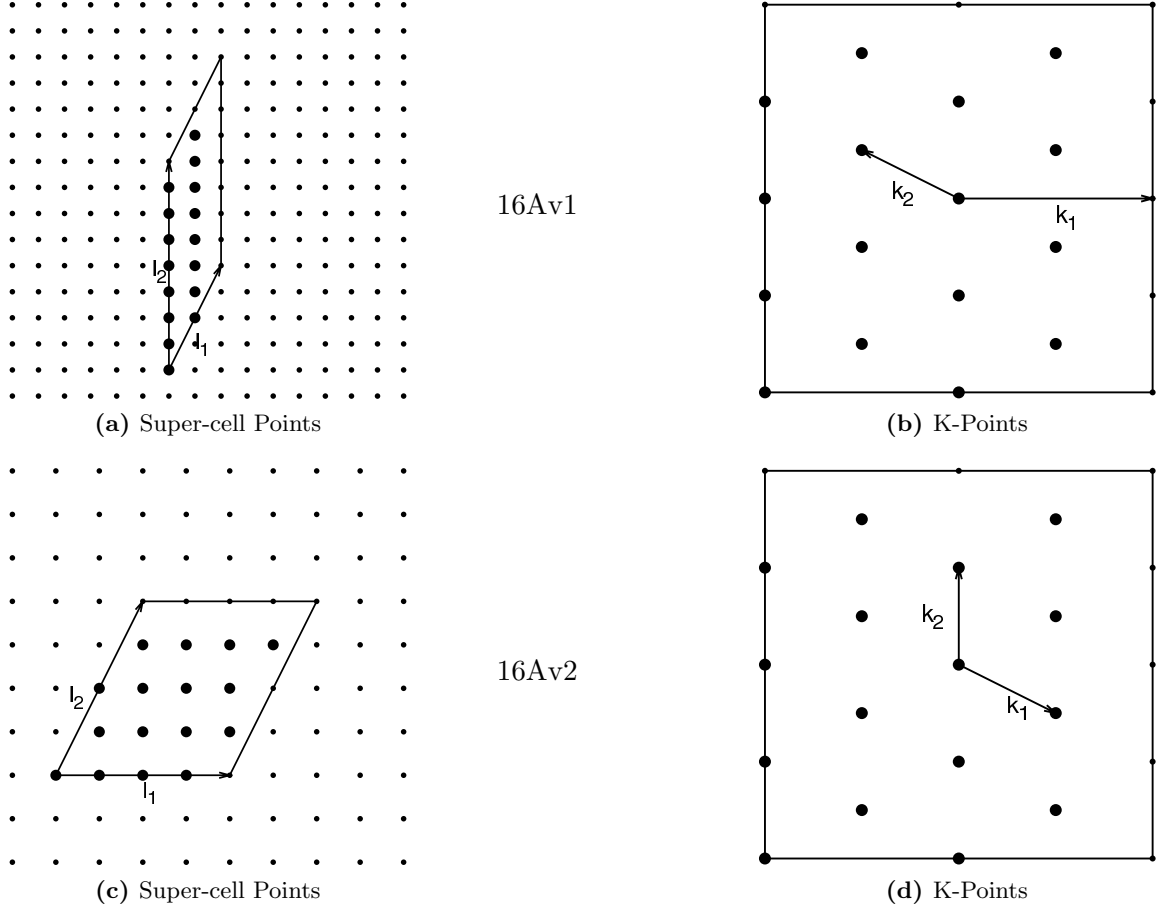 l2
l1
16Av1
k2
k1
(a) Super-cell Points
(b) K-Points
l2
l1
16Av2
k2
k1
(c) Super-cell Points
(d) K-Points